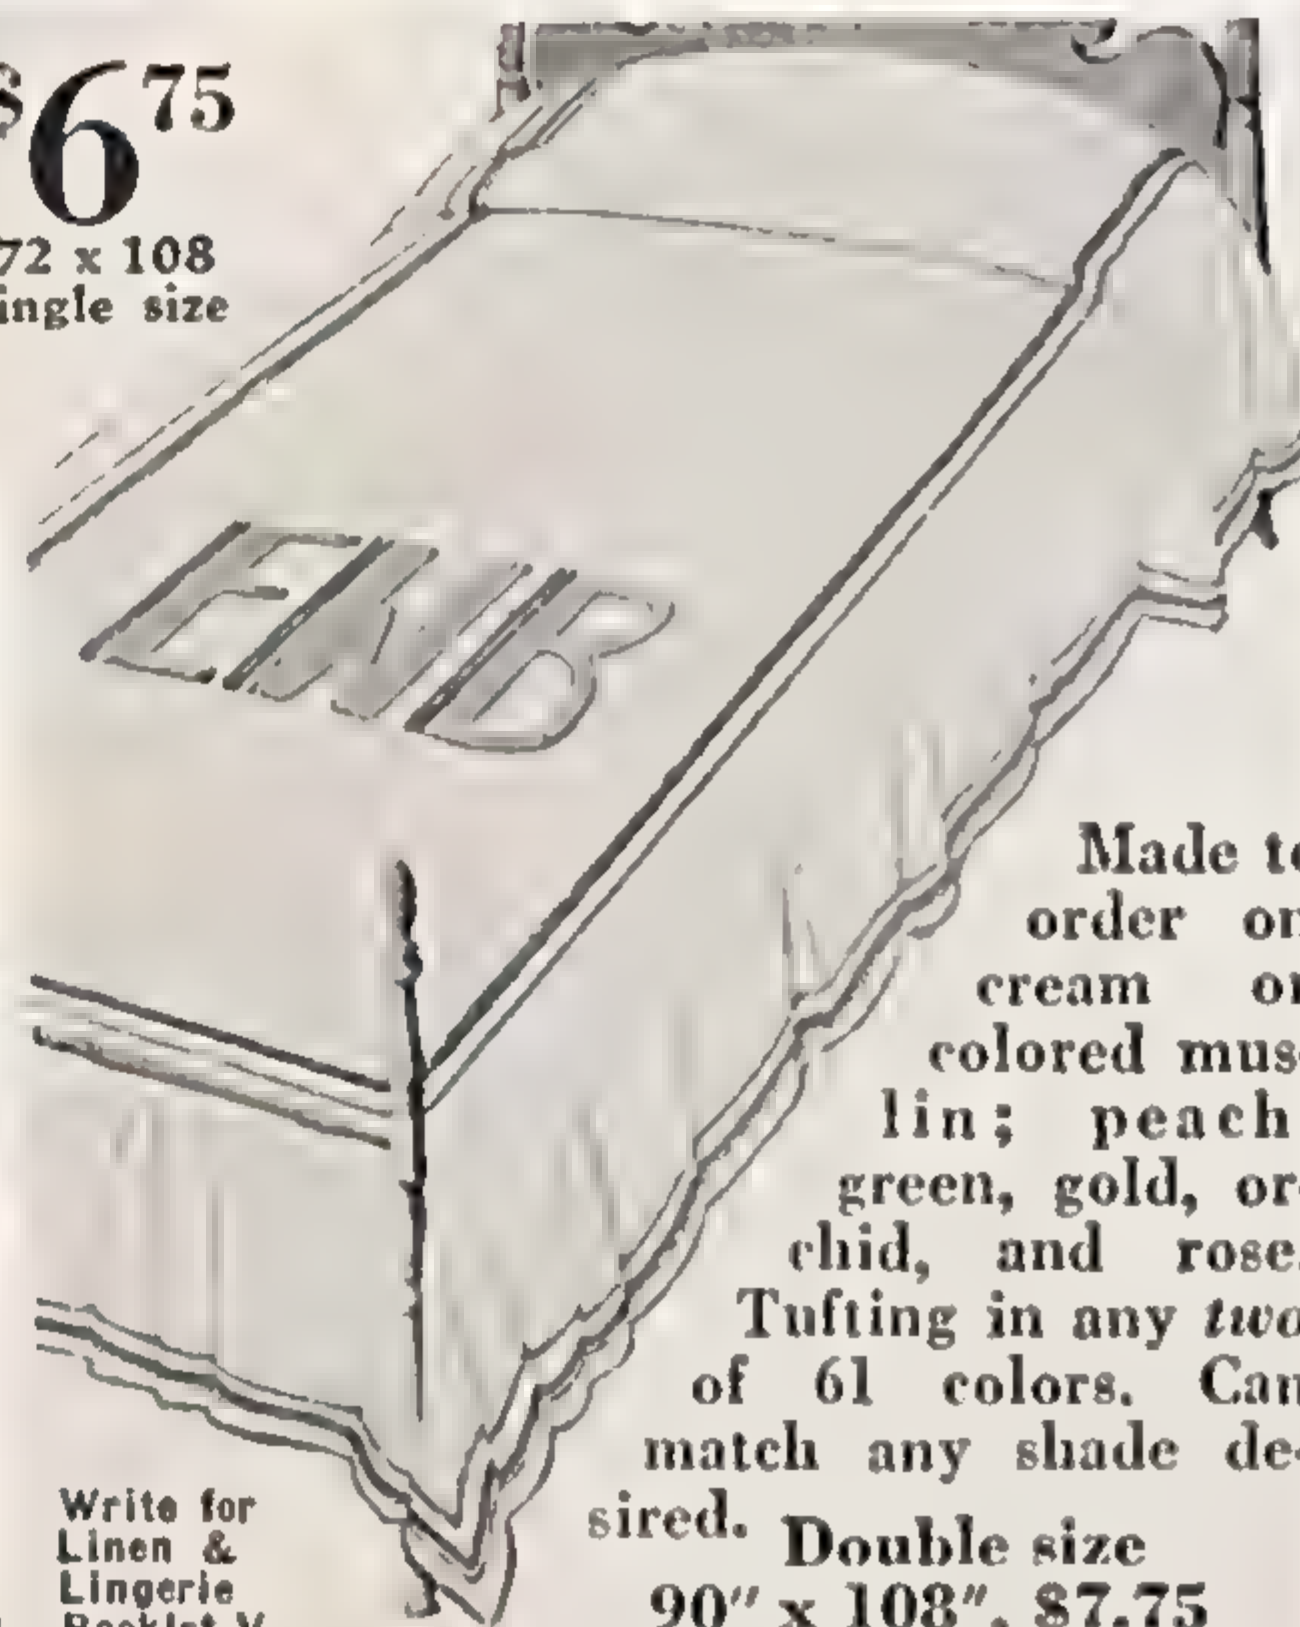 $6 75
72 x 108
ingle size
ENB
Made to
order on
cream or
colored mus-
lin; peach,
green, gold, or-
chid, and rose.
Tufting in any two
of 61 colors. Can
match any shade de-
sired.
Double size
90" x 108". $7.75
Write for
Linen &
Lingerie
Booklet V